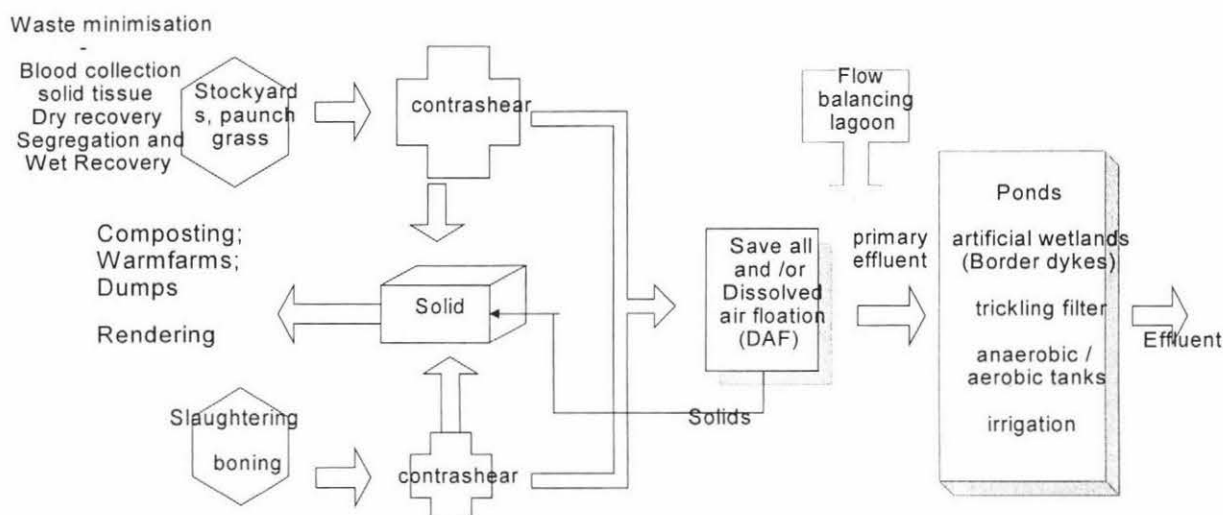 Waste minimisation
-
Blood collection
solid tissue
Dry recovery
Segregation and
Wet Recovery
Stockyard
s, paunch
grass
contrashear
Flow
balancing
lagoon
Composting;
Warmfarms;
Dumps
Rendering
Solid
Save all
and /or
Dissolved
air floation
(DAF)
primary
effluent
Ponds
artificial wetlands
(Border dykes)
trickling filter
anaerobic /
aerobic tanks
irrigation
Effluent
Slaughtering
boning
contrashear
Solids